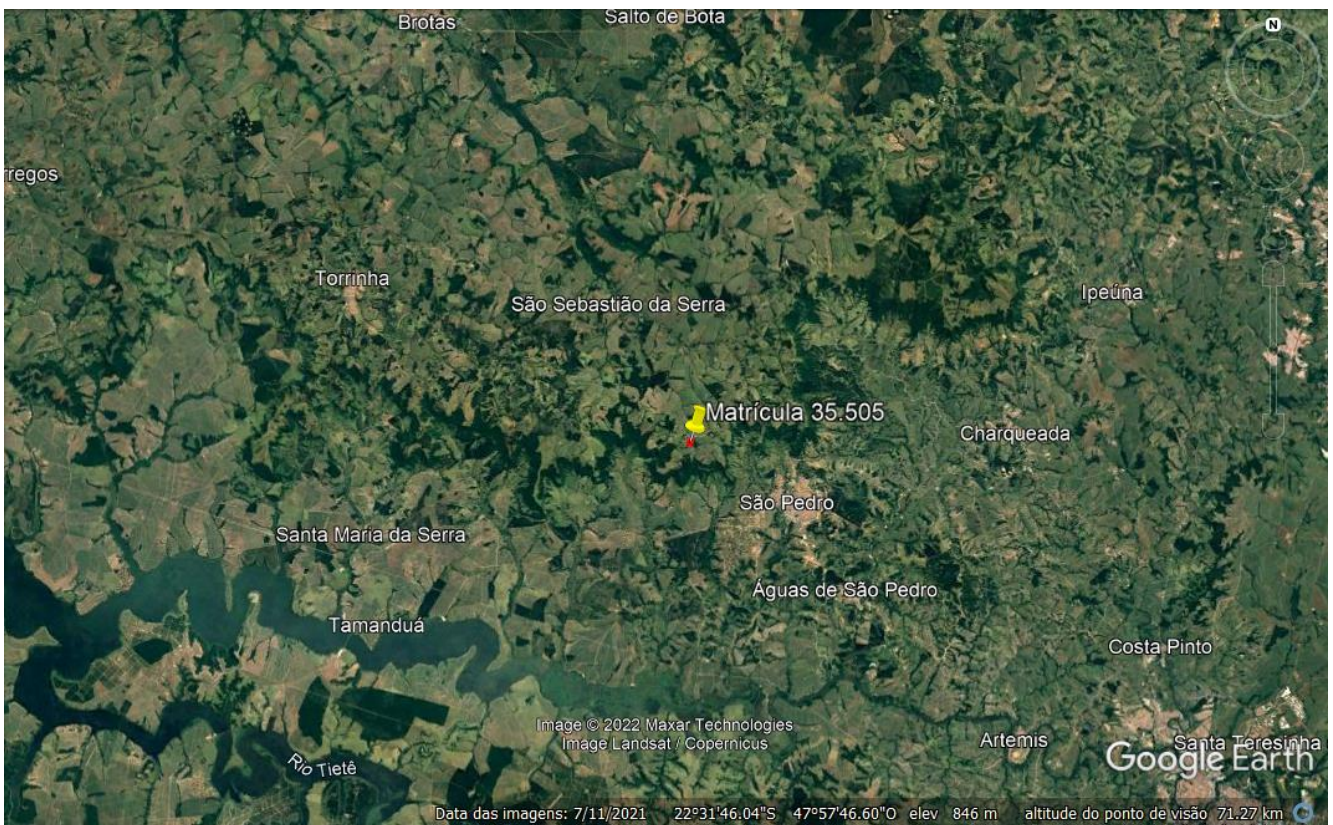 Brotas
Salto de Bota
N
rregos
Torrinha
São Sebastião da Serra
Ipeúna
Matrícula 35.505
Charqueada
São Pedro
Santa Maria da Serra
Águas de São Pedro
Tamanduá
Costa Pinto
Image © 2022 Maxar Technologies
Image Landsat / Copernicus
Artemis
Santa Teresinha
Google Earth
Rio Tietê
Data das imagens: 7/11/2021 22°31'46.04"S 47°57'46.60"O elev 846 m altitude do ponto de visão 71.27 km